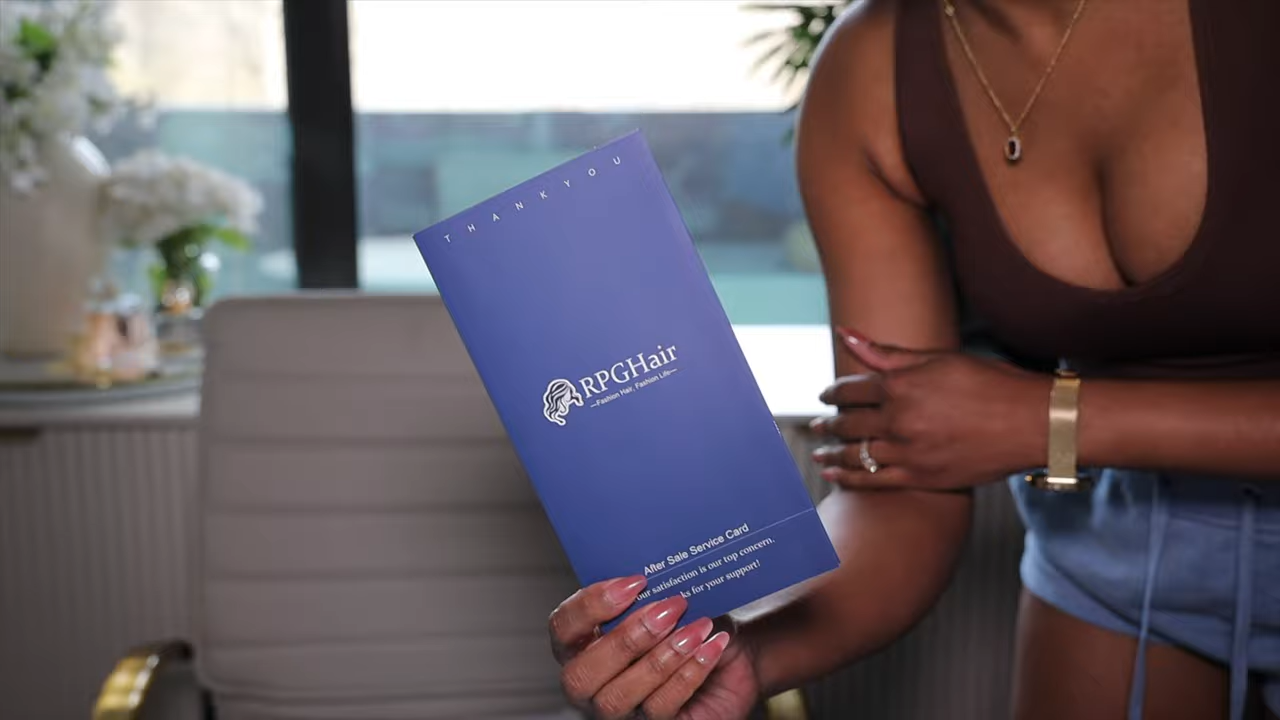 THANKYOU
RPGHair
—Fashion Hair, Fashion Life—
After Sale Service Card
our satisfaction is our top concern.
for your support!